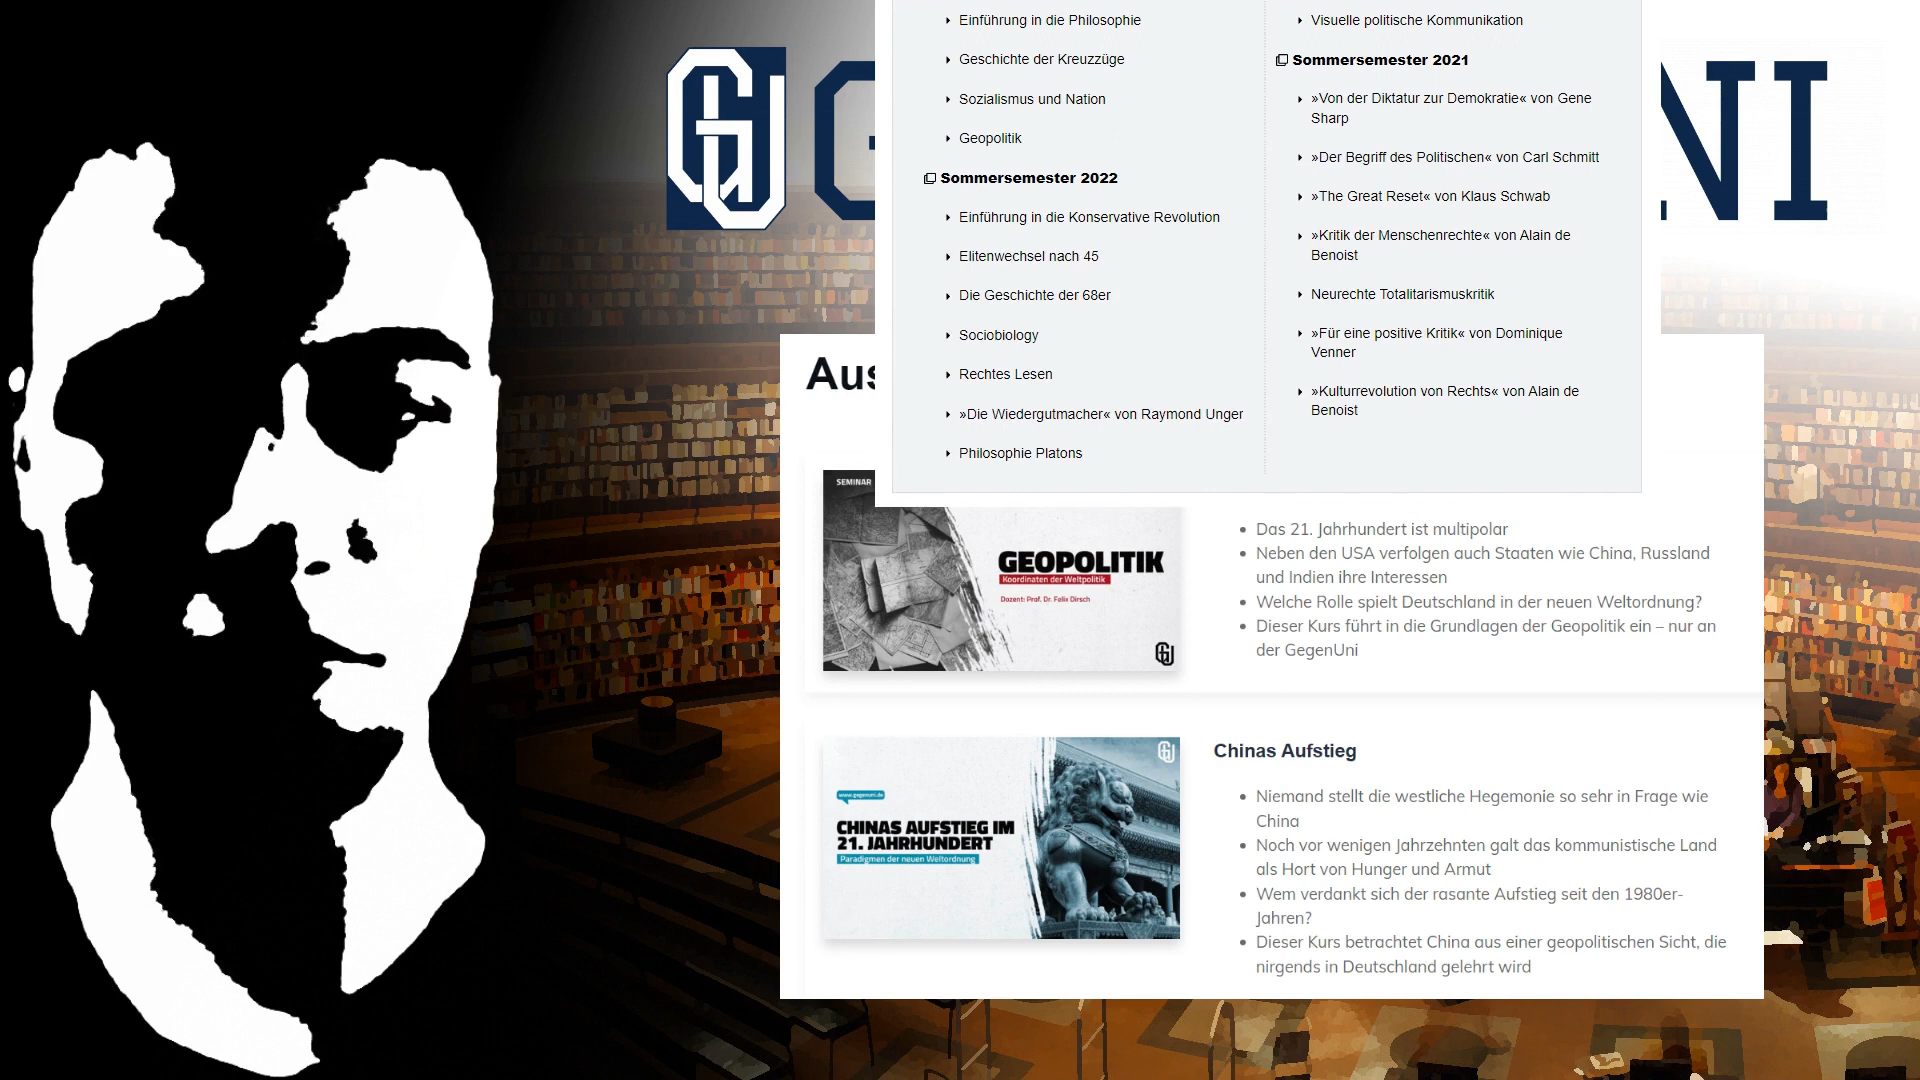 GU
NI
Einführung in die Philosophie
Geschichte der Kreuzzüge
Sozialismus und Nation
Geopolitik
Sommersemester 2022
Einführung in die Konservative Revolution
Elitenwechsel nach 45
Die Geschichte der 68er
Sociobiology
Rechtes Lesen
»Die Wiedergutmacher« von Raymond Unger
Philosophie Platons
Visuelle politische Kommunikation
Sommersemester 2021
»Von der Diktatur zur Demokratie« von Gene
Sharp
»Der Begriff des Politischen« von Carl Schmitt
»The Great Reset« von Klaus Schwab
»Kritik der Menschenrechte« von Alain de
Benoist
Neurechte Totalitarismuskritik
»Für eine positive Kritik« von Dominique
Venner
»Kulturrevolution von Rechts« von Alain de
Benoist
Aus
SEMINAR
GEOPOLITIK
Koordinaten der Weltpolitik
Dozent: Prof. Dr. Felix Dirsch
GU
Das 21. Jahrhundert ist multipolar
Neben den USA verfolgen auch Staaten wie China, Russland
und Indien ihre Interessen
Welche Rolle spielt Deutschland in der neuen Weltordnung?
Dieser Kurs führt in die Grundlagen der Geopolitik ein – nur an
der GegenUni
GU
www.gegenuni.de
CHINAS AUFSTIEG IM
21. JAHRHUNDERT
Paradigmen der neuen Weltordnung
Chinas Aufstieg
Niemand stellt die westliche Hegemonie so sehr in Frage wie
China
Noch vor wenigen Jahrzehnten galt das kommunistische Land
als Hort von Hunger und Armut
Wem verdankt sich der rasante Aufstieg seit den 1980er-
Jahren?
Dieser Kurs betrachtet China aus einer geopolitischen Sicht, die
nirgends in Deutschland gelehrt wird